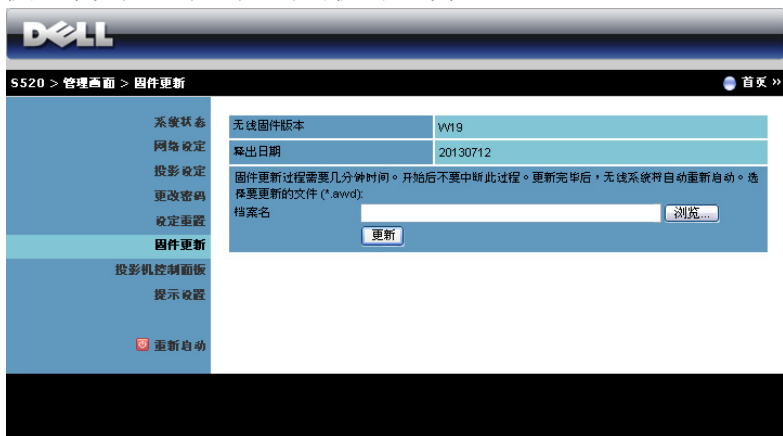 DELL
S520 > 管理画面 > 固件更新
首页 »
系统状态
网络设定
投影设定
更改密码
设定重置
固件更新
投影机控制面板
提示设置
重新启动
无线固件版本 W19
释出日期 20130712
固件更新过程需要几分钟时间。开始后不要中断此过程。更新完毕后，无线系统将自动重新启动。选
择要更新的文件 (*.awd):
档案名 浏览...
更新